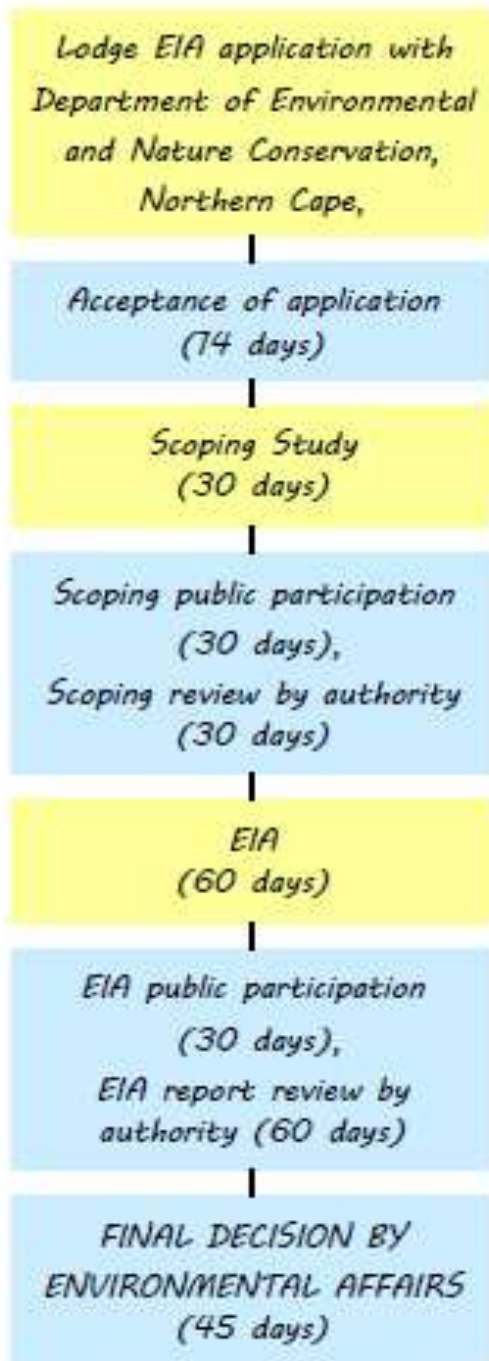 Lodge EIA application with
Department of Environmental
and Nature Conservation,
Northern Cape,
Acceptance of application
(14 days)
Scoping Study
(30 days)
Scoping public participation
(30 days),
Scoping review by authority
(30 days)
EIA
(60 days)
EIA public participation
(30 days),
EIA report review by
authority (60 days)
FINAL DECISION BY
ENVIRONMENTAL AFFAIRS
(45 days)